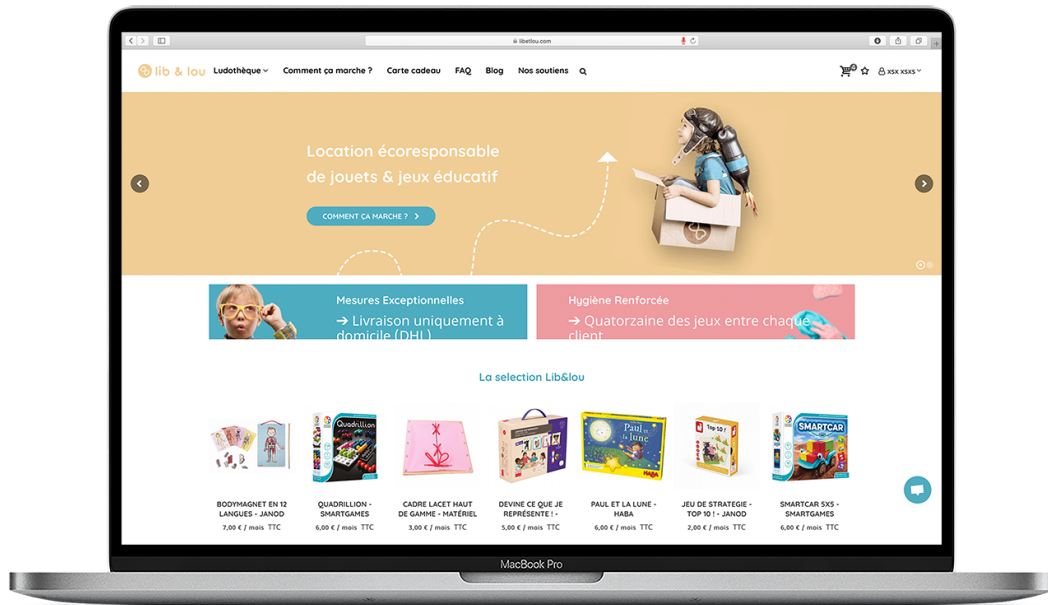 libetlou.com
lib & lou
Ludothèque
Comment ça marche ?
Carte cadeau
FAQ
Blog
Nos soutiens
XSX XSXS
Location écoresponsable
de jouets & jeux éducatif
COMMENT ÇA MARCHE ?
Mesures Exceptionnelles
→ Livraison uniquement à
domicile (DHL)
Hygiène Renforcée
→ Quatorzaine des jeux entre chaque
client
La selection Lib&lou
Quadrillion
Paul et
la lune
HABA
Top 10 !
SMARTCAR
BODYMAGNET EN 12
LANGUES - JANOD
7,00 € / mois TTC
QUADRILLION -
SMARTGAMES
6,00 € / mois TTC
CADRE LACET HAUT
DE GAMME - MATÉRIEL
3,00 € / mois TTC
DEVINE CE QUE JE
REPRÉSENTE ! -
5,00 € / mois TTC
PAUL ET LA LUNE -
HABA
6,00 € / mois TTC
JEU DE STRATEGIE -
TOP 10 ! - JANOD
2,00 € / mois TTC
SMARTCAR 5X5 -
SMARTGAMES
6,00 € / mois TTC
MacBook Pro